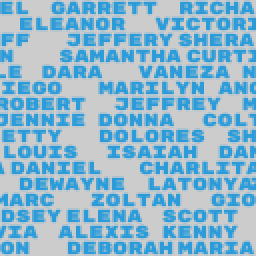 EL GARRETT RICHA
ELEANOR VICTORI
FF JEFFERY SHERA
N SAMANTHA CURTI
LE DARA VANEZA N
IEGO MARILYN ANG
ROBERT JEFFREY M
JENNIE DONNA COLT
ETTY DOLORES SH
LOUIS ISAIAH DAN
A DANIEL CHARLITA
DEWAYNE LATONYA
MARC ZOLTAN GIO
DSEY ELENA SCOTT
VIA ALEXIS KENNY
ON DEBORAH MARIA